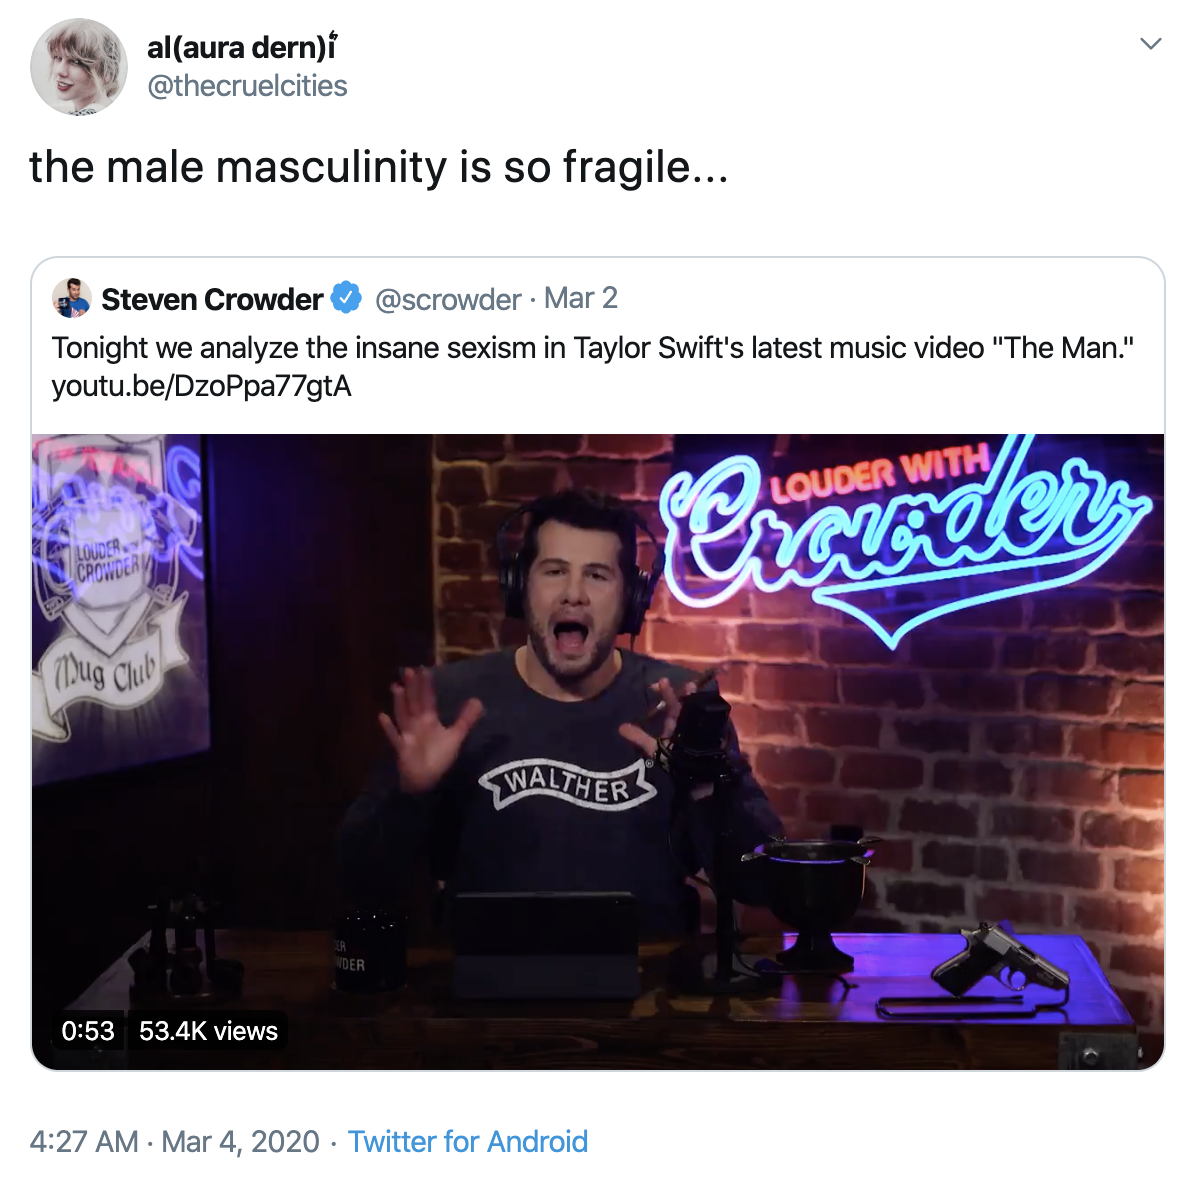 al(aura dern)i
@thecruelcities
the male masculinity is so fragile...
Steven Crowder @scrowder · Mar 2
Tonight we analyze the insane sexism in Taylor Swift's latest music video "The Man."
youtu.be/DzoPpa77gtA
LOUDER WITH
Crowder
LOUDER
CROWDER
Mug Club
WALTHER®
ER
WDER
0:53 53.4K views
4:27 AM · Mar 4, 2020 · Twitter for Android